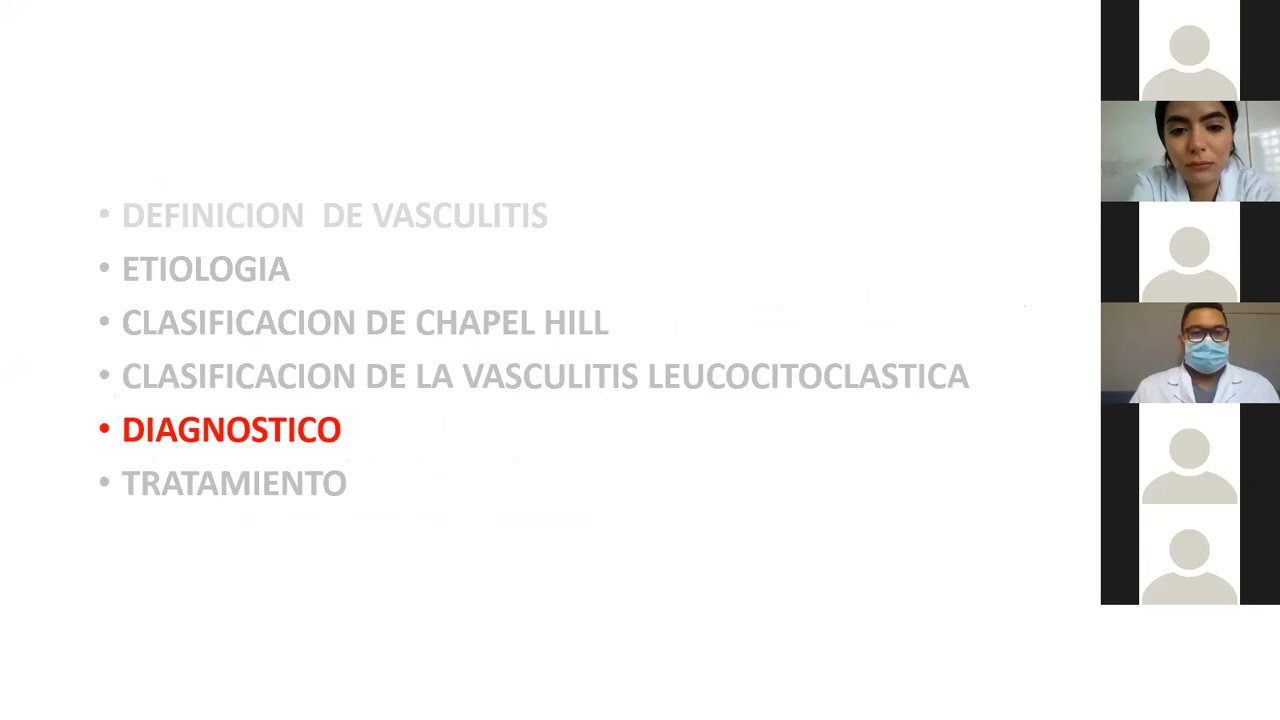 • DEFINICION DE VASCULITIS
• ETIOLOGIA
• CLASIFICACION DE CHAPEL HILL
• CLASIFICACION DE LA VASCULITIS LEUCOCITOCLASTICA
• DIAGNOSTICO
• TRATAMIENTO